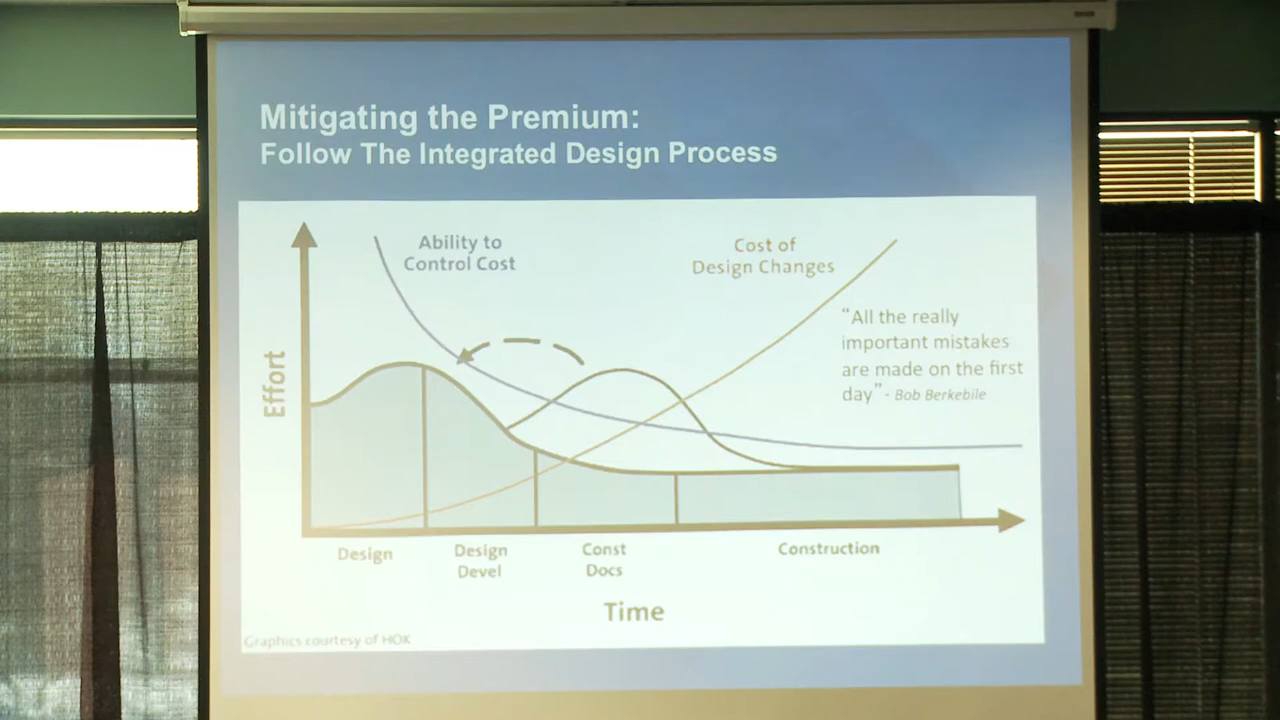 Mitigating the Premium:
Follow The Integrated Design Process
Ability to
Control Cost
Cost of
Design Changes
“All the really
important mistakes
are made on the first
day”- Bob Berkebile
Effort
Design
Design
Devel
Const
Docs
Construction
Time
Graphics courtesy of HOK